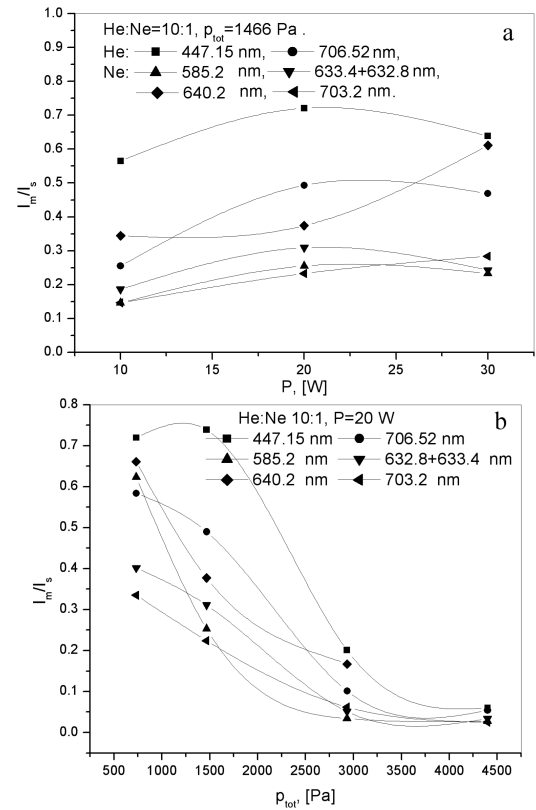 a
He:Ne=10:1, p_tot=1466 Pa .
He: 447.15 nm, 706.52 nm,
Ne: 585.2 nm, 633.4+632.8 nm,
640.2 nm, 703.2 nm.
1.0
0.9
0.8
0.7
0.6
0.5
0.4
0.3
0.2
0.1
0.0
I_m/I_s
10 15 20 25 30
P, [W]
b
He:Ne 10:1, P=20 W
447.15 nm 706.52 nm
585.2 nm 632.8+633.4 nm
640.2 nm 703.2 nm
0.8
0.7
0.6
0.5
0.4
0.3
0.2
0.1
0.0
I_m/I_s
500 1000 1500 2000 2500 3000 3500 4000 4500
p_tot, [Pa]